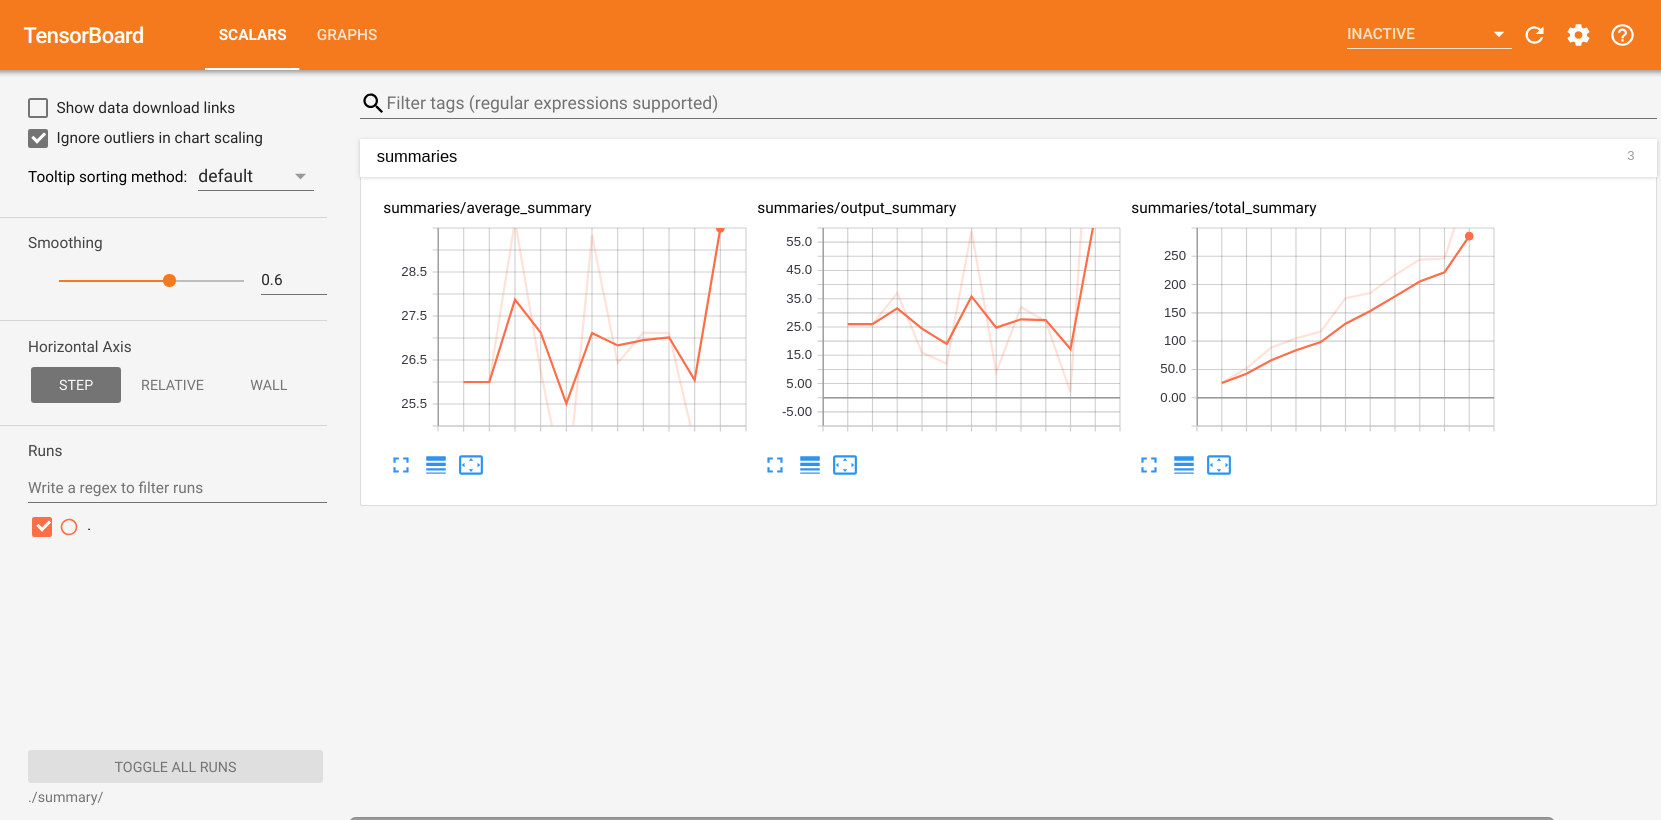 TensorBoard SCALARS GRAPHS INACTIVE
Show data download links
Ignore outliers in chart scaling
Tooltip sorting method: default
Smoothing
0.6
Horizontal Axis
STEP RELATIVE WALL
Runs
Write a regex to filter runs
.
TOGGLE ALL RUNS
./summary/
Filter tags (regular expressions supported)
summaries 3
summaries/average_summary
28.5
27.5
26.5
25.5
summaries/output_summary
55.0
45.0
35.0
25.0
15.0
5.00
-5.00
summaries/total_summary
250
200
150
100
50.0
0.00